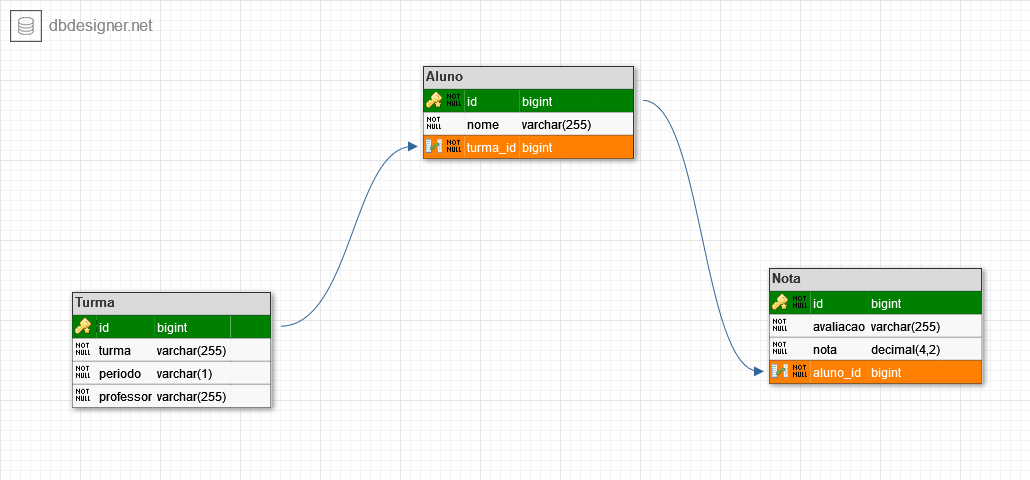 dbdesigner.net
Aluno
NOT NULL id bigint
NOT NULL nome varchar(255)
NOT NULL turma_id bigint
Turma
id bigint
NOT NULL turma varchar(255)
NOT NULL periodo varchar(1)
NOT NULL professor varchar(255)
Nota
NOT NULL id bigint
NOT NULL avaliacao varchar(255)
NOT NULL nota decimal(4,2)
NOT NULL aluno_id bigint